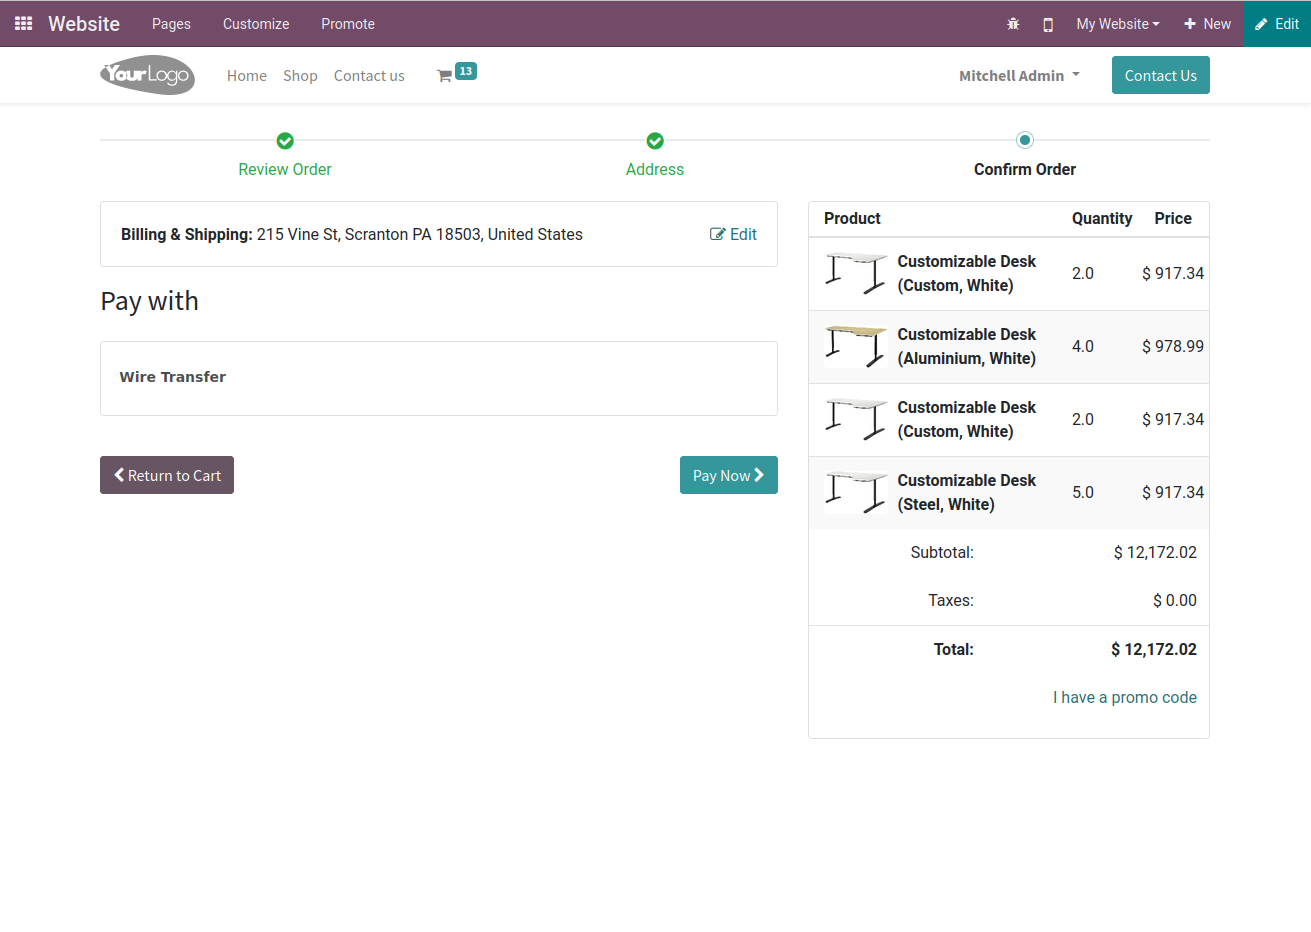 Website Pages Customize Promote My Website New Edit
YourLogo Home Shop Contact us 13 Mitchell Admin Contact Us
Review Order Address Confirm Order
Billing & Shipping: 215 Vine St, Scranton PA 18503, United States Edit
Pay with
Wire Transfer
Return to Cart Pay Now
Product Quantity Price
Customizable Desk
(Custom, White) 2.0 $ 917.34
Customizable Desk
(Aluminium, White) 4.0 $ 978.99
Customizable Desk
(Custom, White) 2.0 $ 917.34
Customizable Desk
(Steel, White) 5.0 $ 917.34
Subtotal: $ 12,172.02
Taxes: $ 0.00
Total: $ 12,172.02
I have a promo code